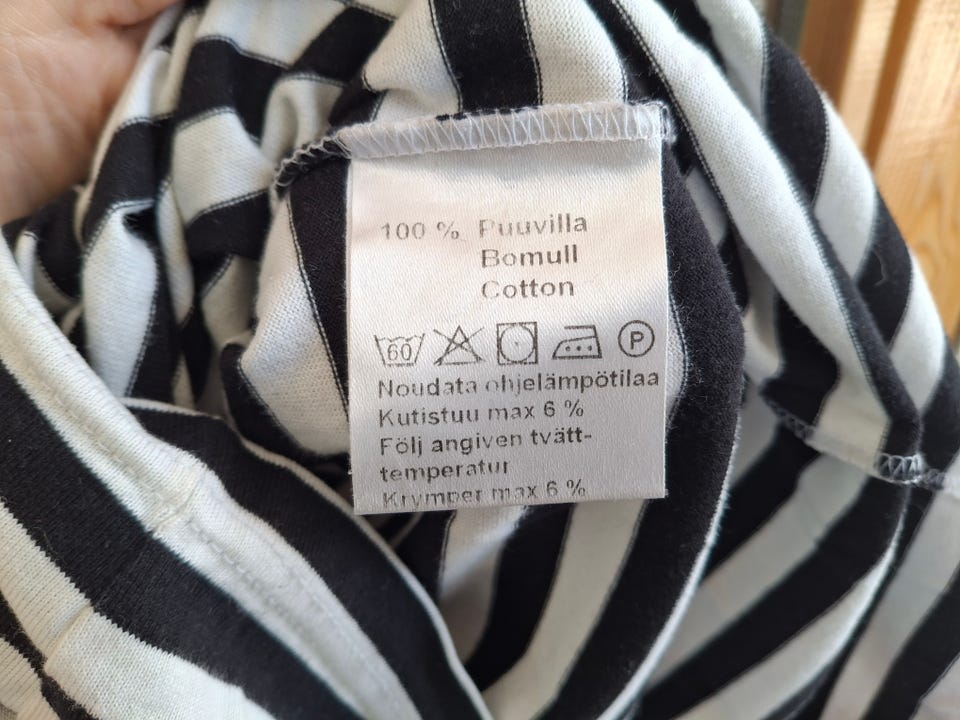 100 % Puuvilla
Bomull
Cotton
60 P
Noudata ohjelämpötilaa
Kutistuu max 6 %
Följ angiven tvätt-
temperatur
Krymper max 6 %